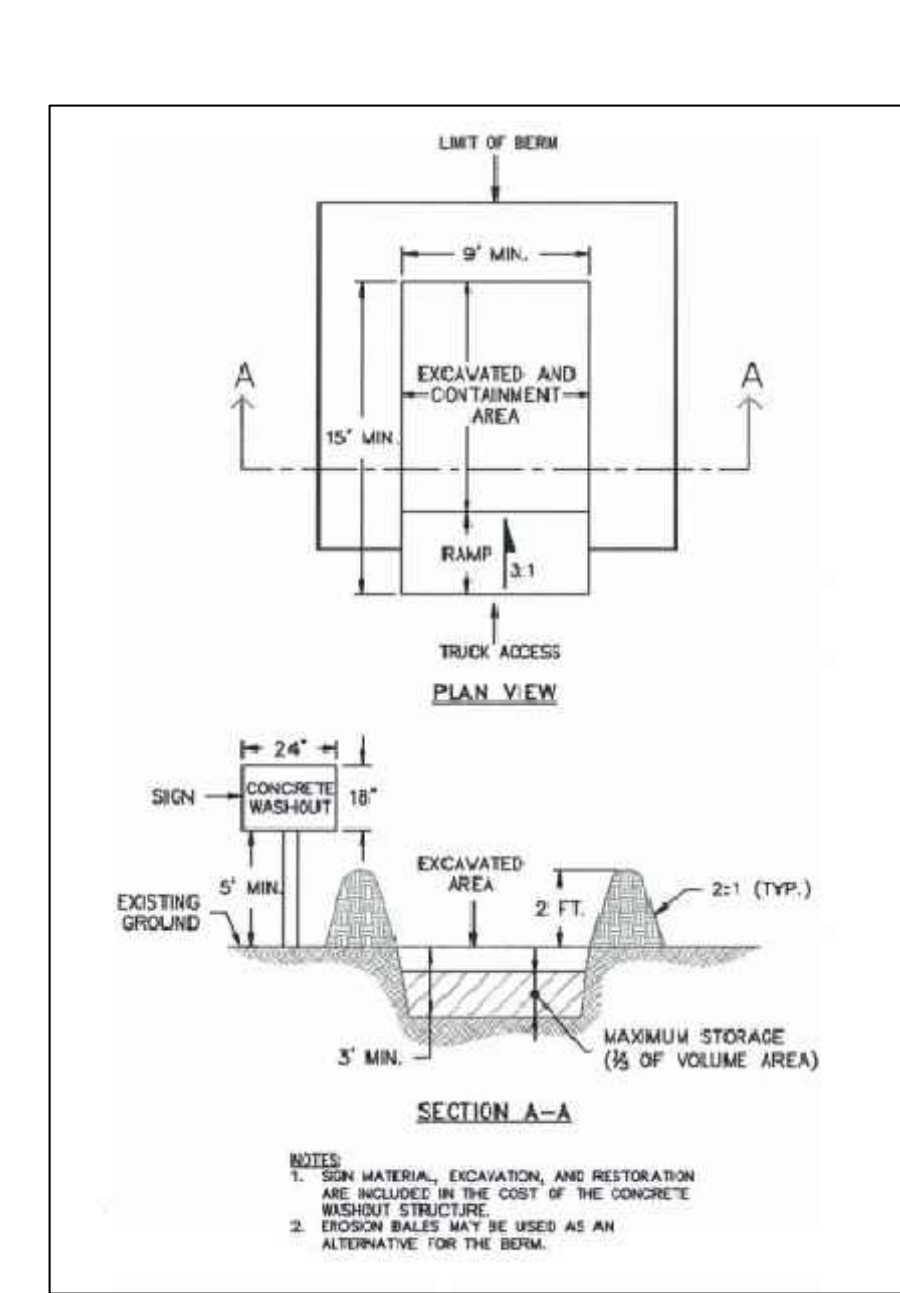 LIMIT OF BERM
9' MIN.
A
A
EXCAVATED AND
CONTAINMENT
AREA
15' MIN.
RAMP
3:1
TRUCK ACCESS
PLAN VIEW
24"
SIGN
CONCRETE
WASHOUT
18"
5' MIN.
EXCAVATED
AREA
2 FT.
2:1 (TYP.)
EXISTING
GROUND
3' MIN.
MAXIMUM STORAGE
OF VOLUME AREA)
SECTION A-A
NOTES:
1. SIGN MATERIAL, EXCAVATION, AND RESTORATION
ARE INCLUDED IN THE COST OF THE CONCRETE
WASHOUT STRUCTURE.
2. EROSION BALES MAY BE USED AS AN
ALTERNATIVE FOR THE BERM.